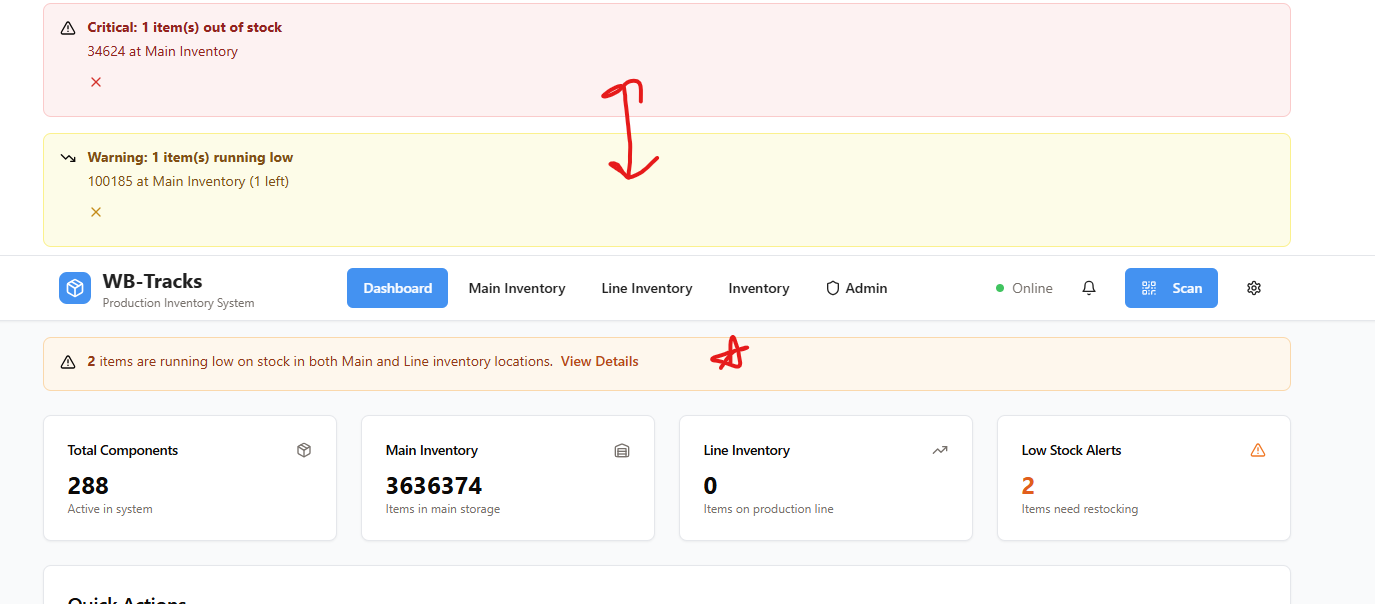 Critical: 1 item(s) out of stock
34624 at Main Inventory
Warning: 1 item(s) running low
100185 at Main Inventory (1 left)
WB-Tracks
Production Inventory System
Dashboard
Main Inventory
Line Inventory
Inventory
Admin
Online
Scan
2 items are running low on stock in both Main and Line inventory locations. View Details
Total Components
288
Active in system
Main Inventory
3636374
Items in main storage
Line Inventory
0
Items on production line
Low Stock Alerts
2
Items need restocking
Quick Actions